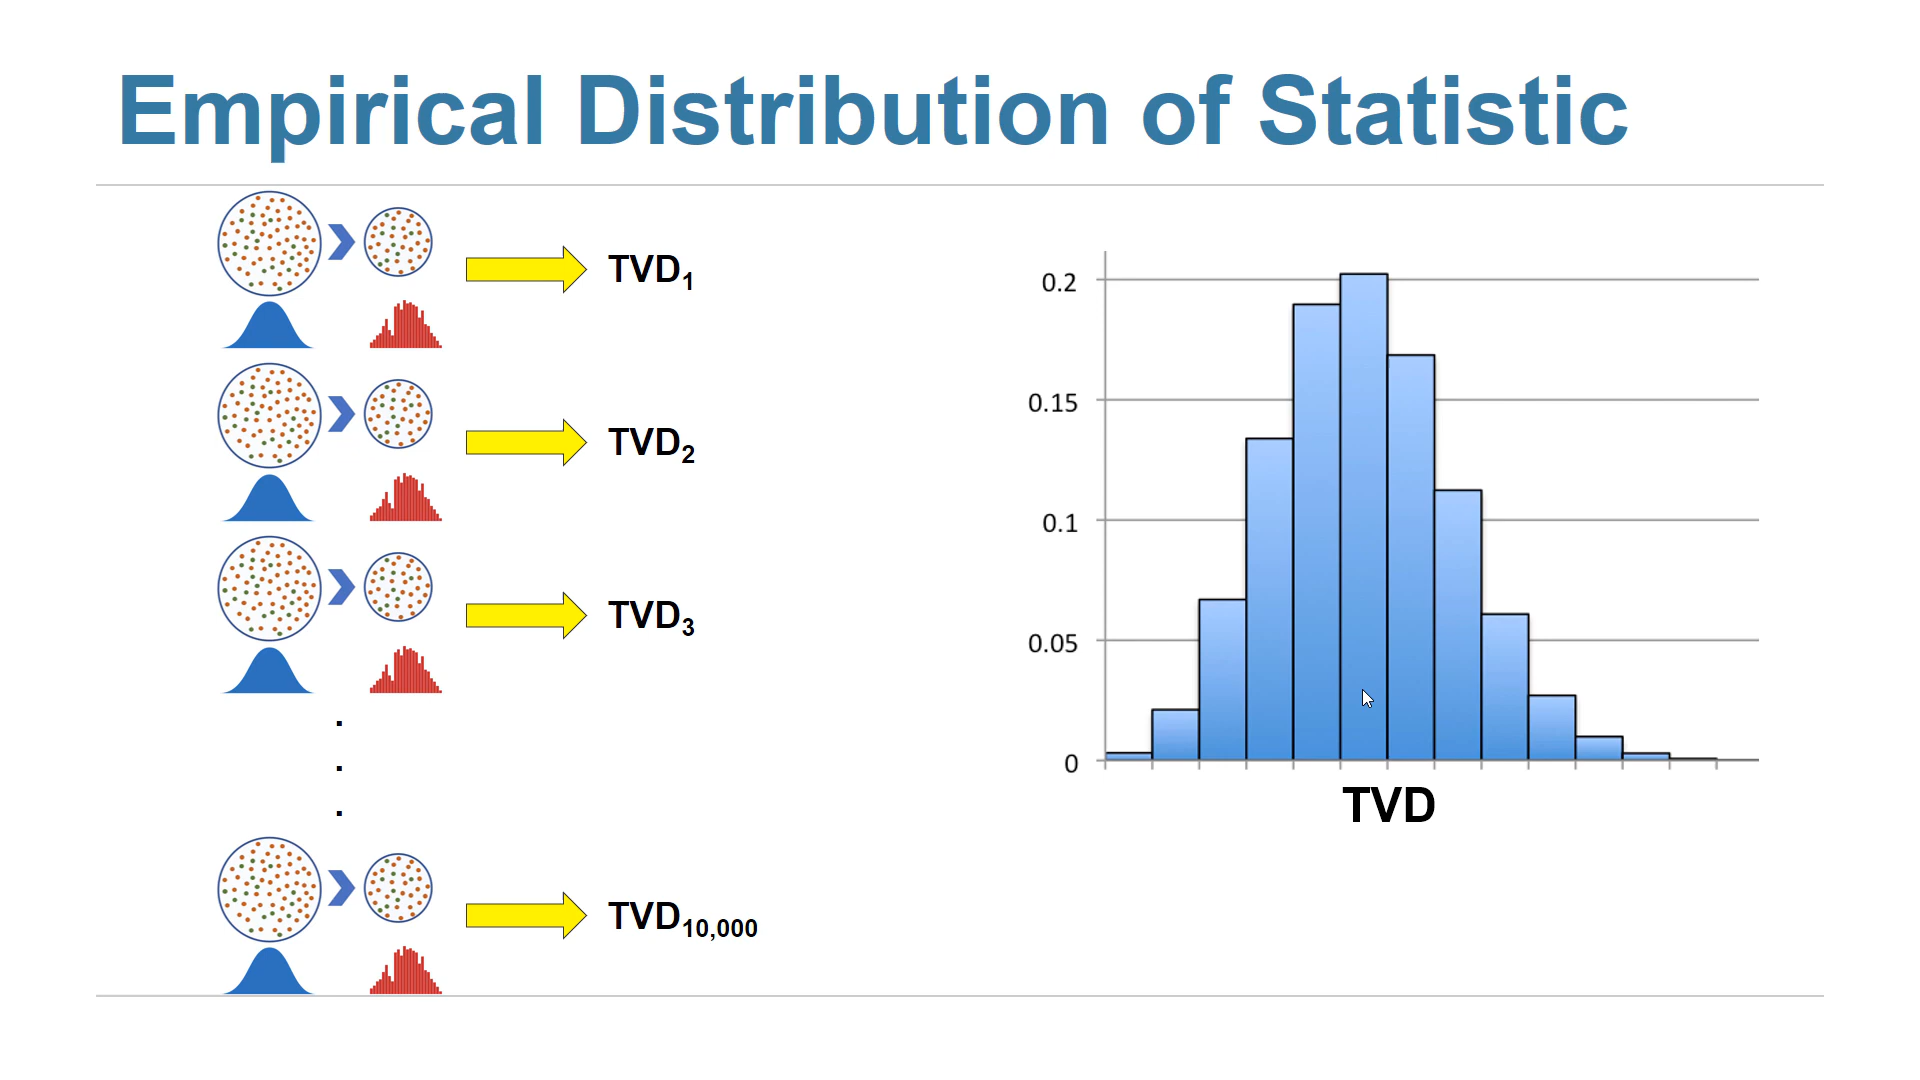 Empirical Distribution of Statistic
TVD1
TVD2
TVD3
.
.
.
TVD10,000
0.2
0.15
0.1
0.05
0
TVD